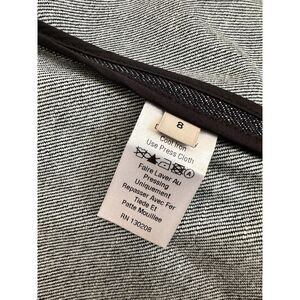 8
Cool Iron
Use Press Cloth
A
Faire Laver Au
Pressing
Uniquement
Repasser Avec Fer
Tiede Et
Patte Mouillee
RN 130208